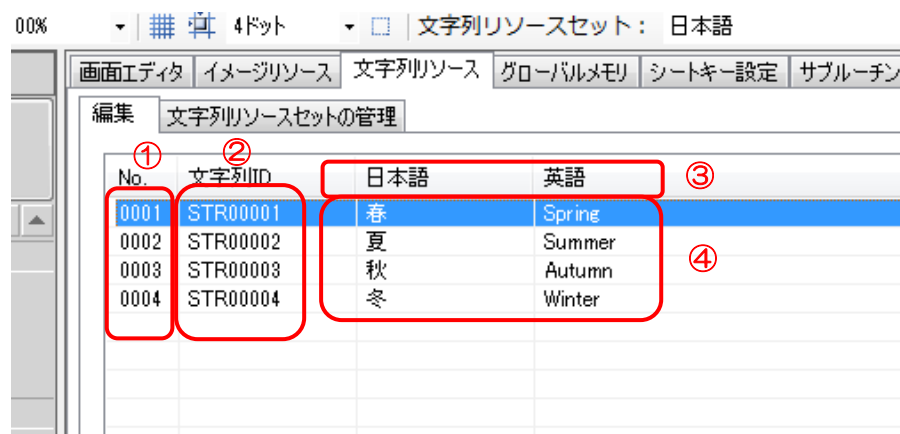 00% 4ドット 文字列リソースセット： 日本語
画面エディタ イメージリソース 文字列リソース グローバルメモリ シートキー設定 サブルーチン
編集 文字列リソースセットの管理
① ②
No. 文字列ID 日本語 英語 ③
0001 STR00001 春 Spring
0002 STR00002 夏 Summer
0003 STR00003 秋 Autumn ④
0004 STR00004 冬 Winter